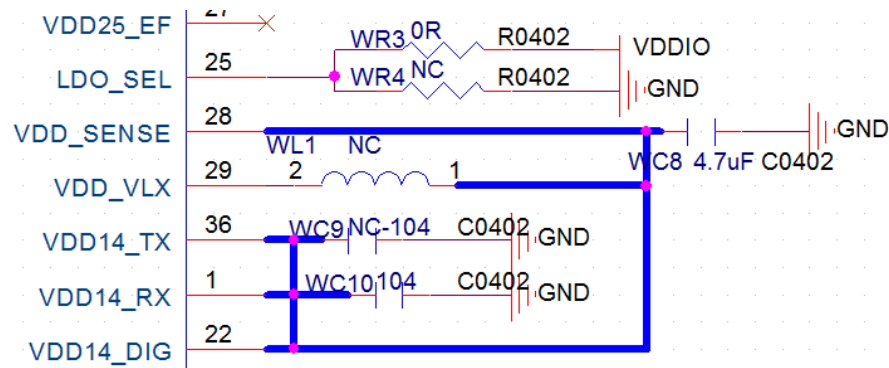 27
VDD25_EF
WR3 0R R0402 VDDIO
LDO_SEL 25
WR4 NC R0402 GND
VDD_SENSE 28 GND
WL1 NC WC8 4.7uF C0402
VDD_VLX 29 2 1
VDD14_TX 36 WC9 NC-104 C0402 GND
VDD14_RX 1 WC10 104 C0402 GND
VDD14_DIG 22